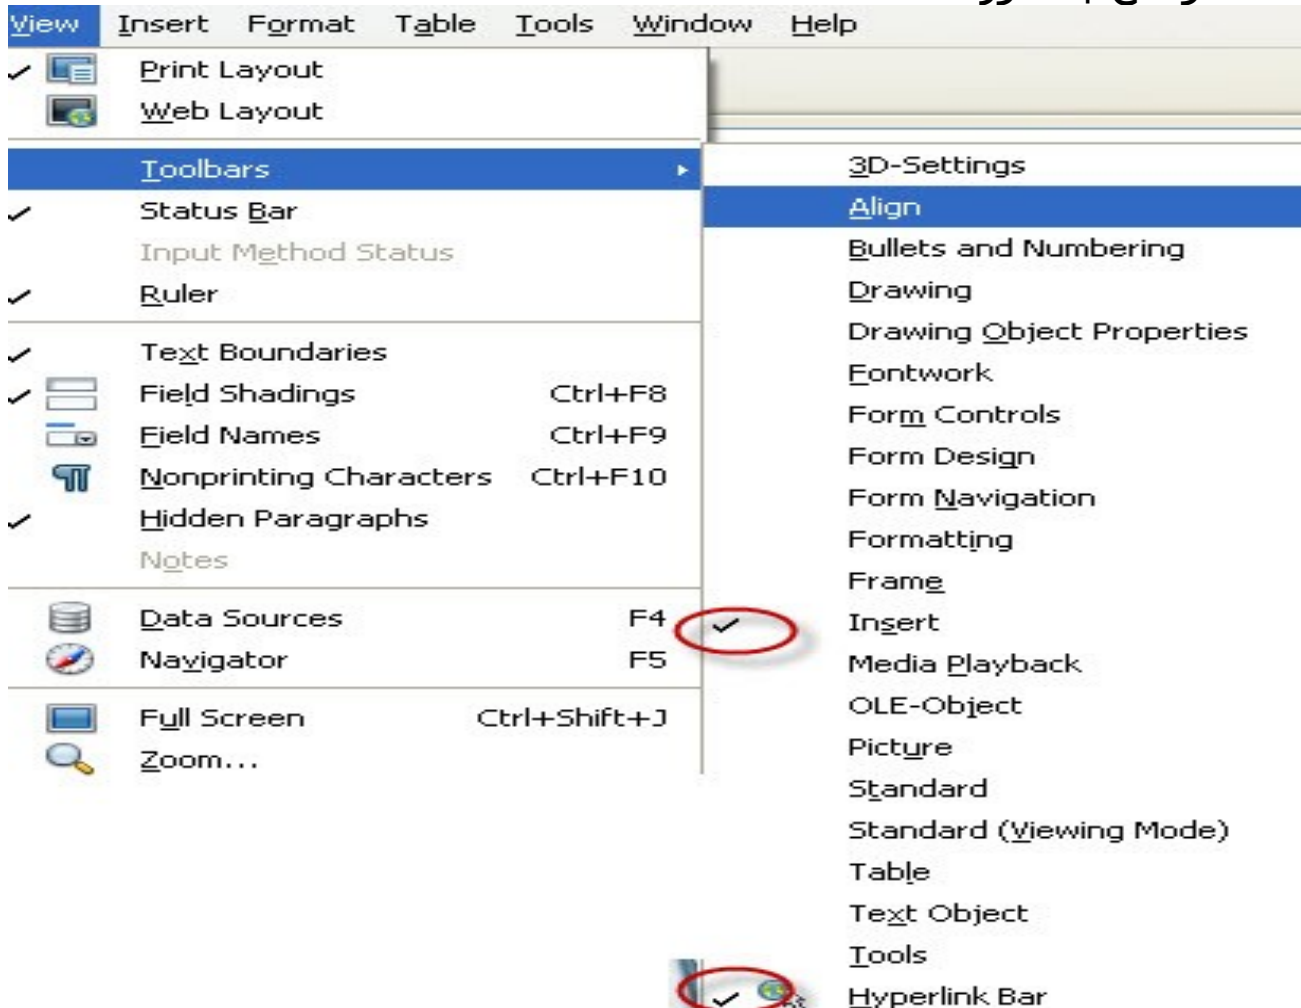 View Insert Format Table Tools Window Help
Print Layout
Web Layout
Toolbars
Status Bar
Input Method Status
Ruler
Text Boundaries
Field Shadings Ctrl+F8
Field Names Ctrl+F9
Nonprinting Characters Ctrl+F10
Hidden Paragraphs
Notes
Data Sources F4
Navigator F5
Full Screen Ctrl+Shift+J
Zoom...
3D-Settings
Align
Bullets and Numbering
Drawing
Drawing Object Properties
Fontwork
Form Controls
Form Design
Form Navigation
Formatting
Frame
Insert
Media Playback
OLE-Object
Picture
Standard
Standard (Viewing Mode)
Table
Text Object
Tools
Hyperlink Bar